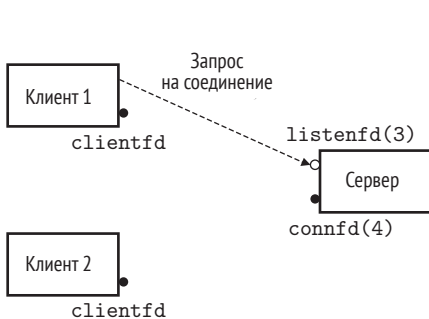 Запрос
на соединение
Клиент 1
clientfd
listenfd(3)
Сервер
connfd(4)
Клиент 2
clientfd